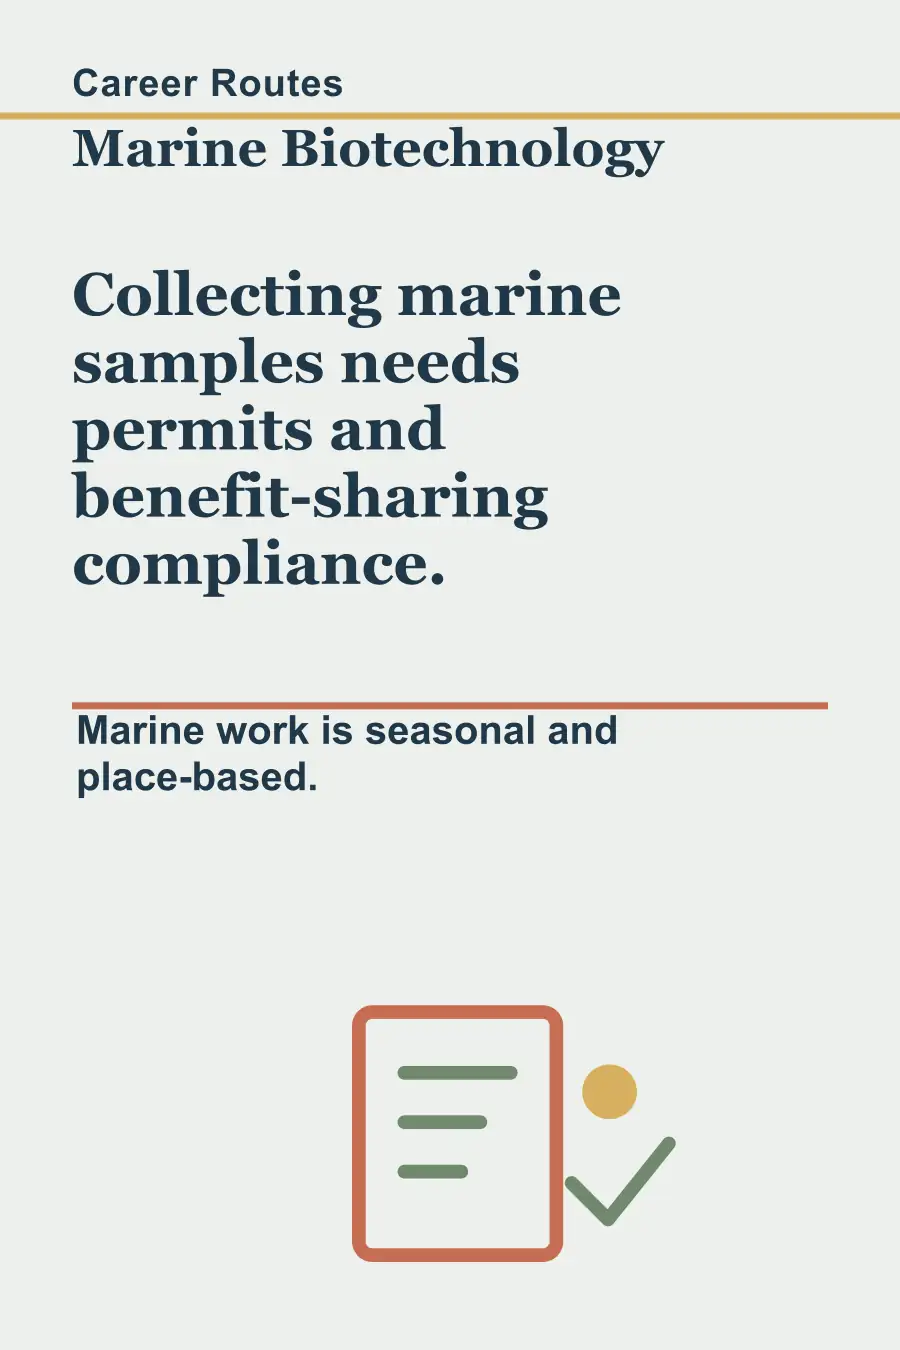 Career Routes
Marine Biotechnology
Collecting marine
samples needs
permits and
benefit-sharing
compliance.
Marine work is seasonal and
place-based.